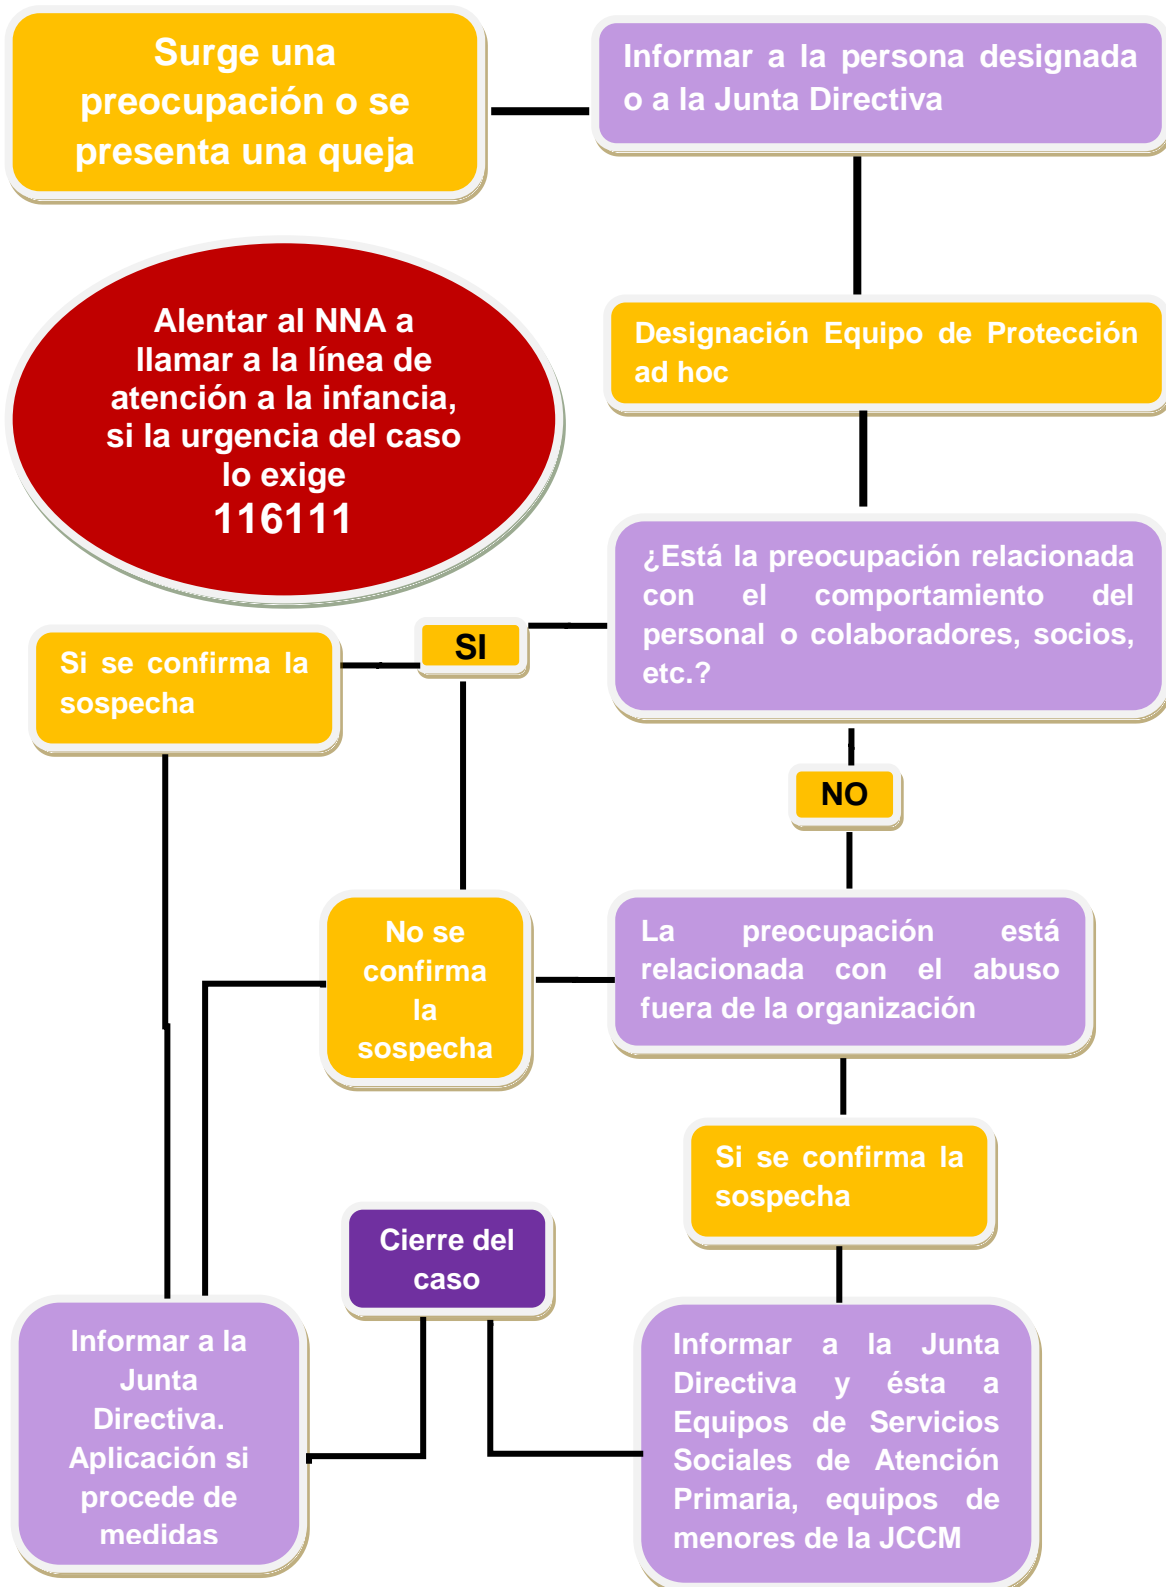 Surge una
preocupación o se
presenta una queja
Informar a la persona designada
o a la Junta Directiva
Alentar al NNA a
llamar a la línea de
atención a la infancia,
si la urgencia del caso
lo exige
116111
Designación Equipo de Protección
ad hoc
¿Está la preocupación relacionada
con el comportamiento del
personal o colaboradores, socios,
etc.?
SI
Si se confirma la
sospecha
NO
No se
confirma
la
sospecha
La preocupación está
relacionada con el abuso
fuera de la organización
Si se confirma la
sospecha
Cierre del
caso
Informar a la
Junta
Directiva.
Aplicación si
procede de
medidas
Informar a la Junta
Directiva y ésta a
Equipos de Servicios
Sociales de Atención
Primaria, equipos de
menores de la JCCM